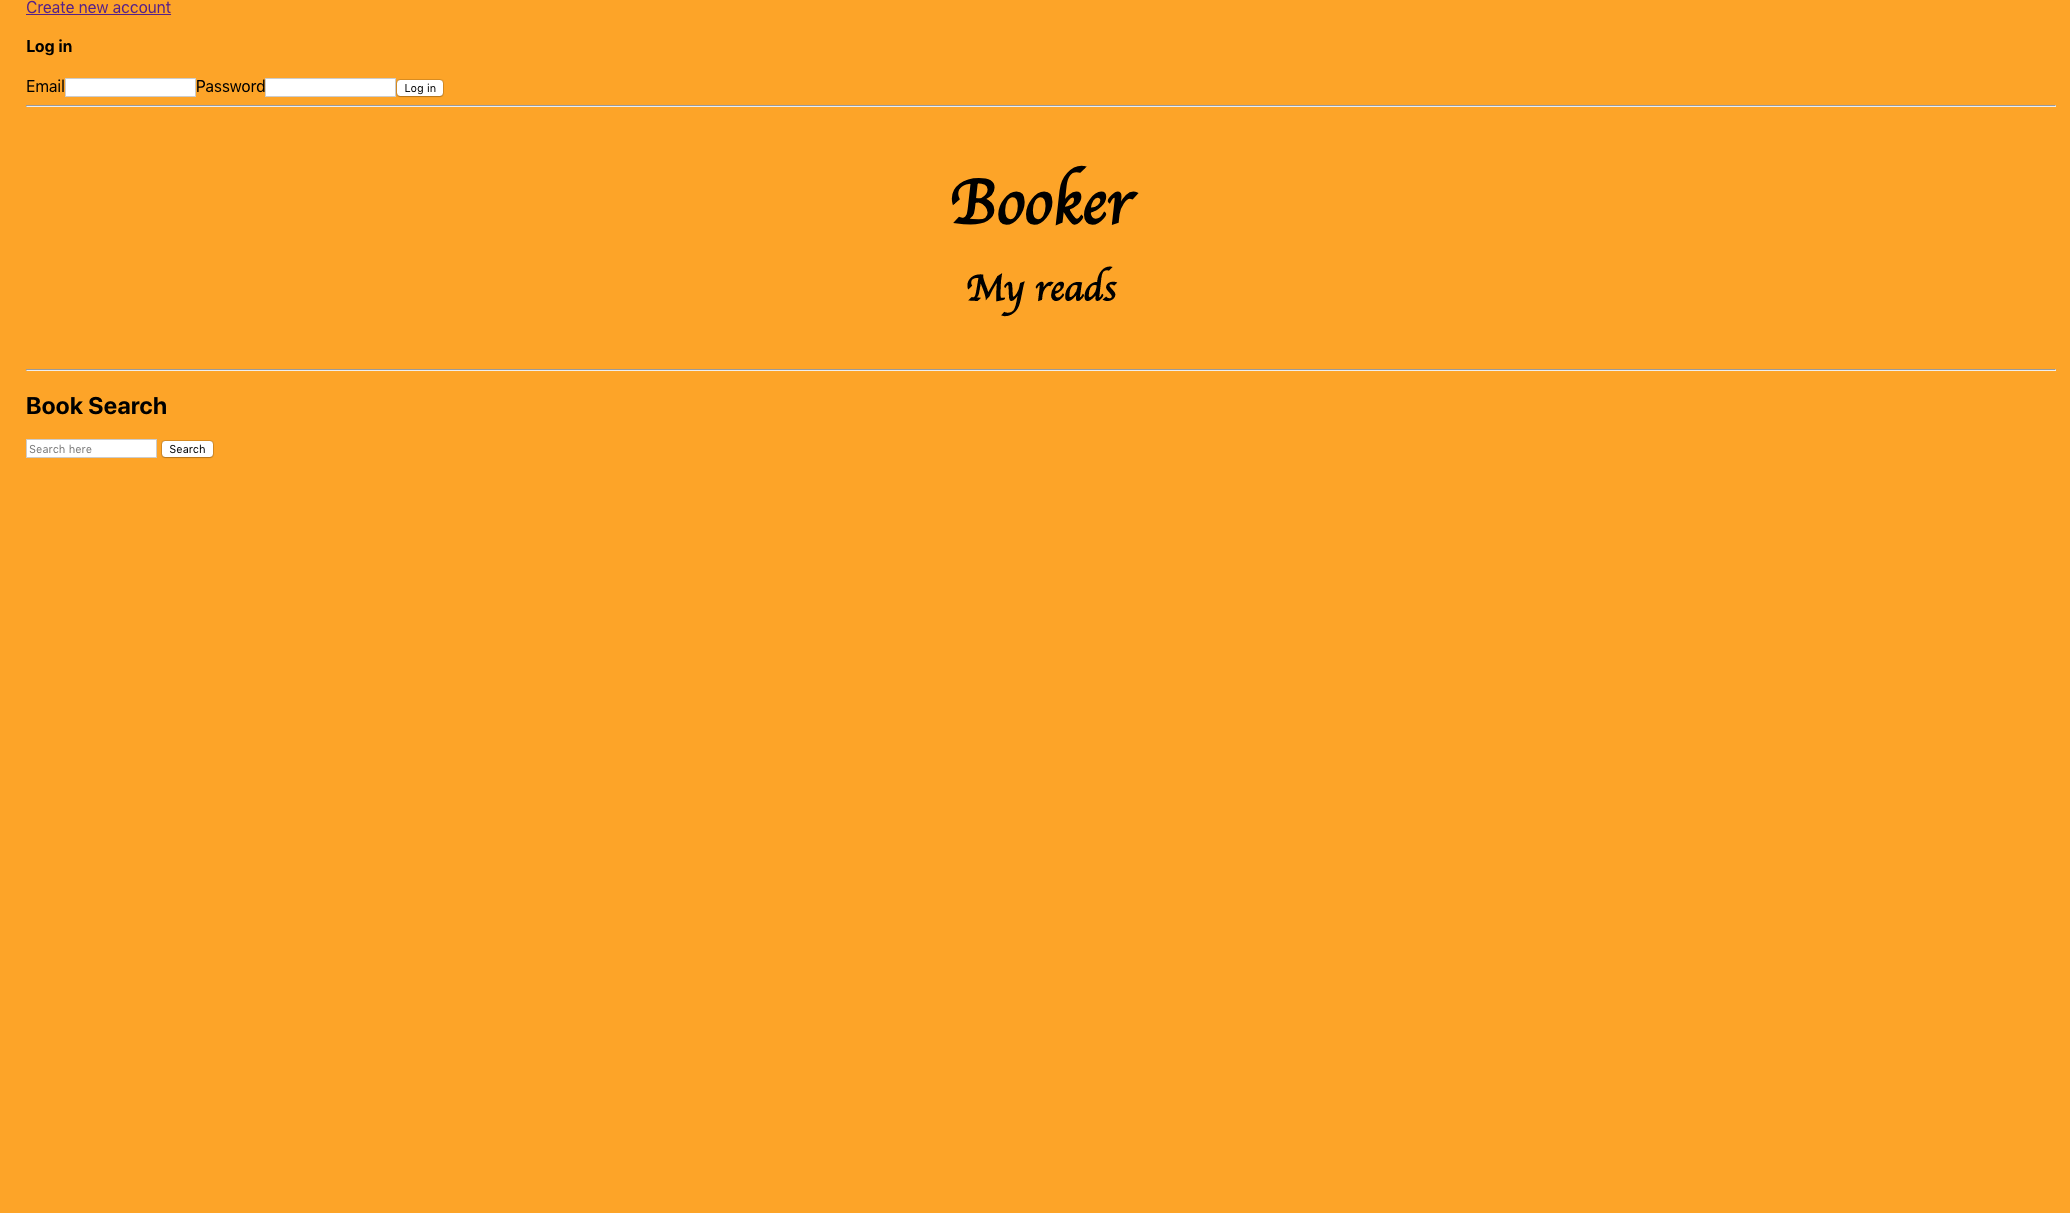 Create new account
Log in
Email Password Log in
Booker
My reads
Book Search
Search here Search